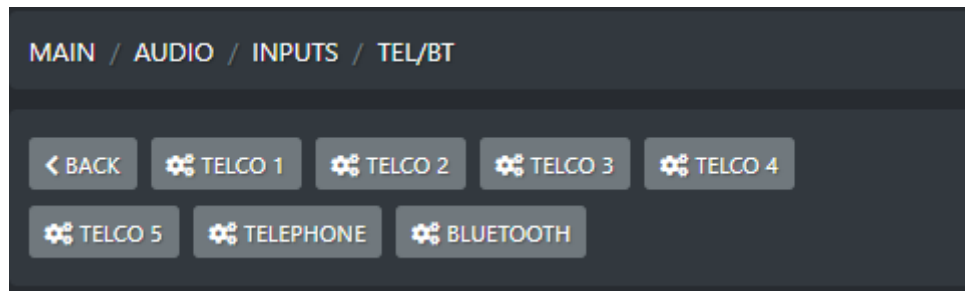 MAIN / AUDIO / INPUTS / TEL/BT
BACK TELCO 1 TELCO 2 TELCO 3 TELCO 4
TELCO 5 TELEPHONE BLUETOOTH